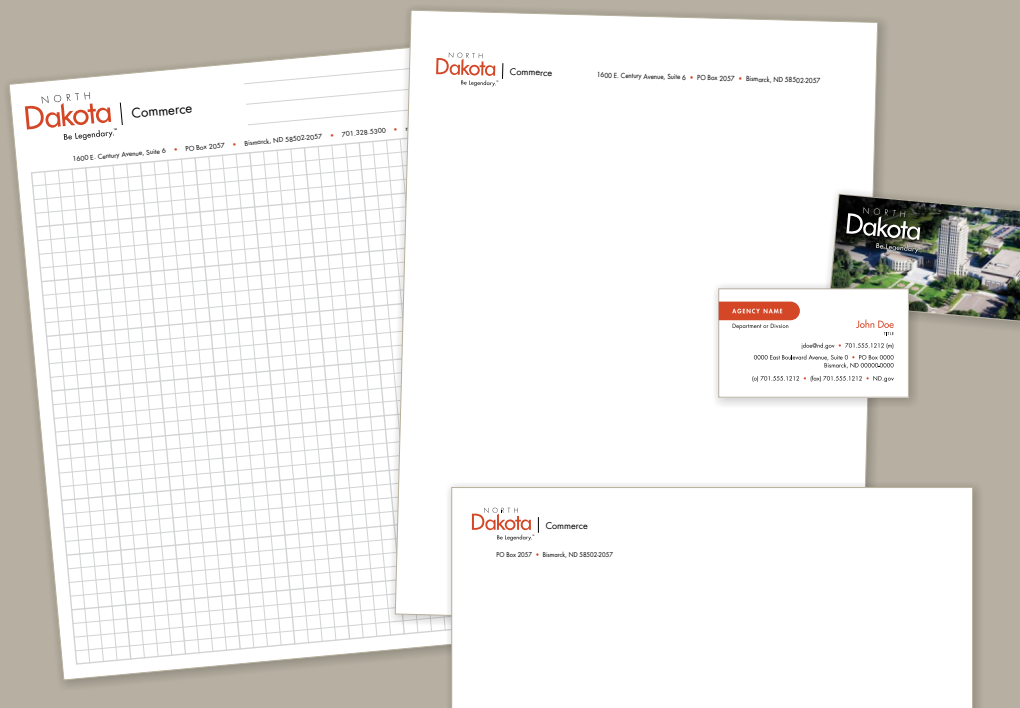 NORTH
Dakota | Commerce
Be Legendary.™
1600 E. Century Avenue, Suite 6 • PO Box 2057 • Bismarck, ND 58502-2057 • 701.328.5300 •
NORTH
Dakota | Commerce
Be Legendary.™
1600 E. Century Avenue, Suite 6 • PO Box 2057 • Bismarck, ND 58502-2057
NORTH
Dakota
Be Legendary.
AGENCY NAME
Department or Division
John Doe
TITLE
jdoe@nd.gov • 701.555.1212 (m)
0000 East Boulevard Avenue, Suite 0 • PO Box 0000
Bismarck, ND 00000-0000
(o) 701.555.1212 • (fax) 701.555.1212 • ND.gov
NORTH
Dakota | Commerce
Be Legendary.™
PO Box 2057 • Bismarck, ND 58502-2057